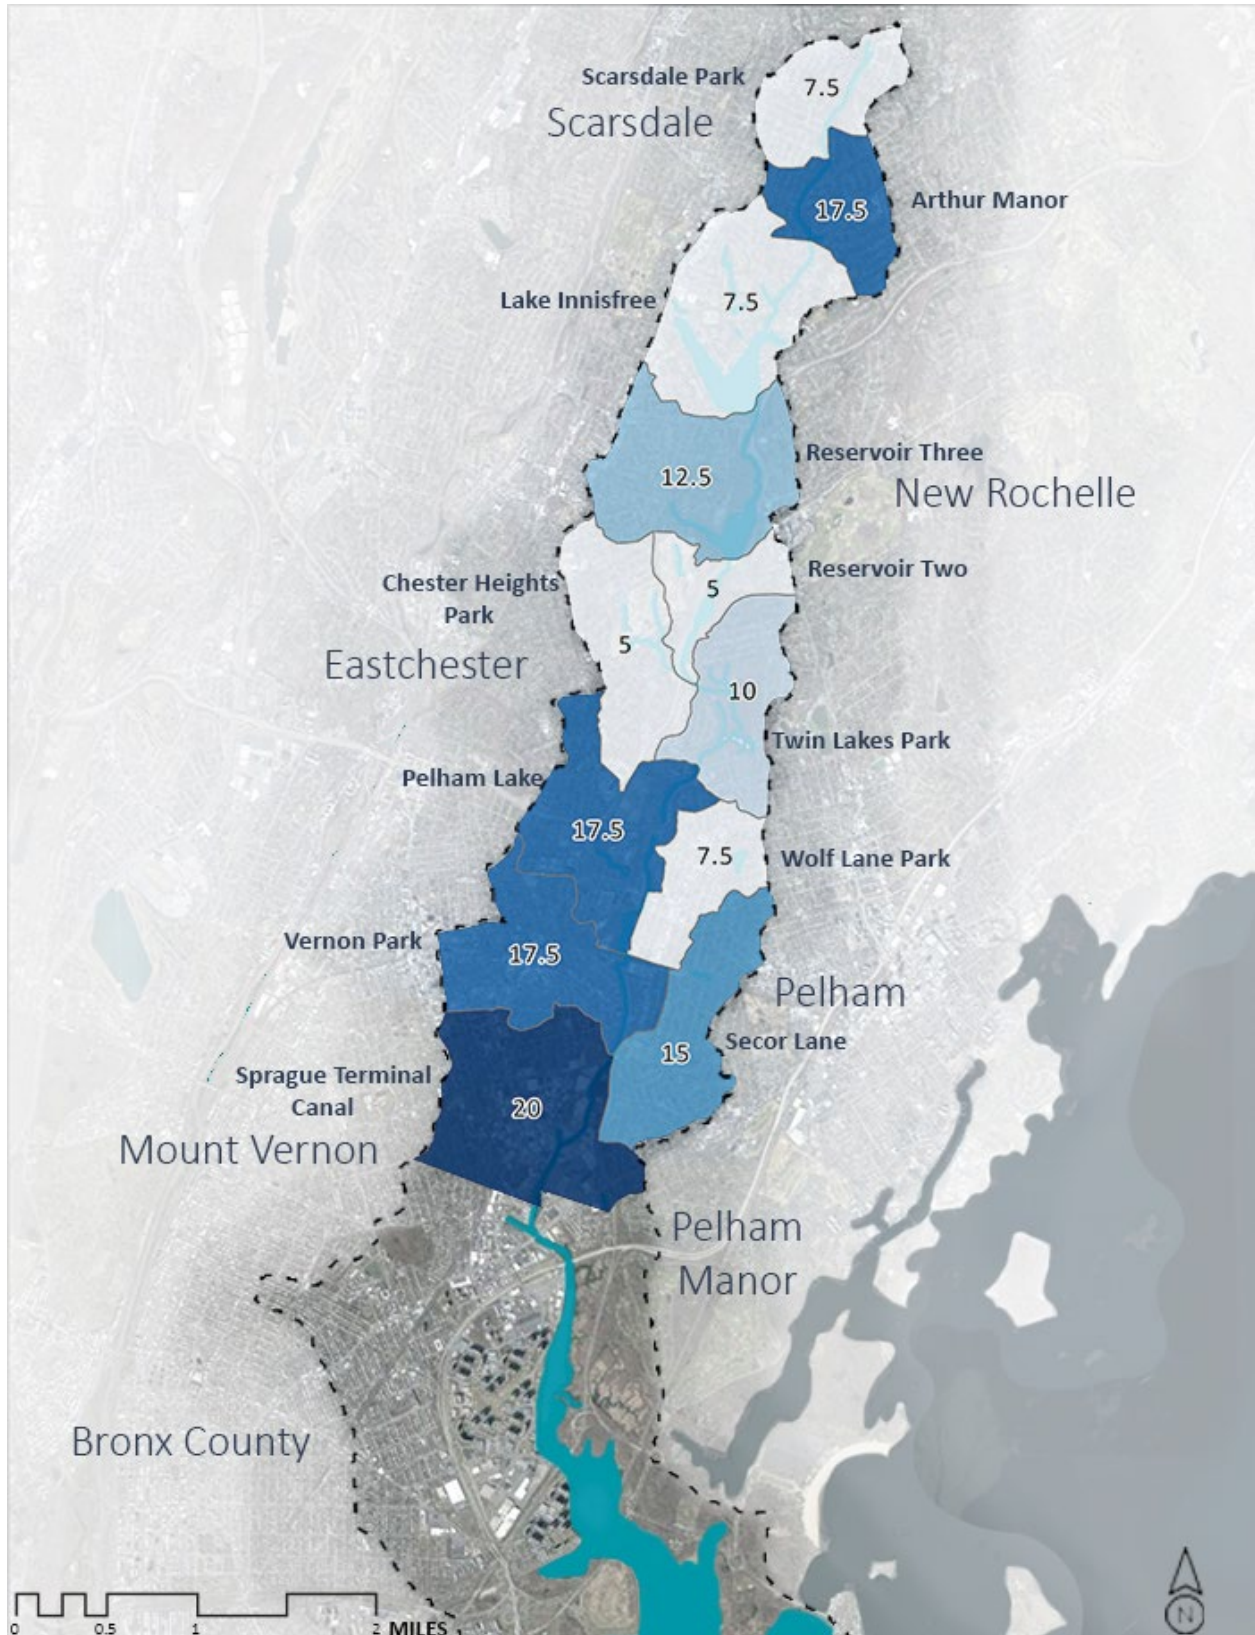 Scarsdale Park
7.5
Scarsdale
Arthur Manor
17.5
Lake Innisfree
7.5
Reservoir Three
12.5
New Rochelle
Reservoir Two
Chester Heights
Park
5
5
Eastchester
10
Twin Lakes Park
Pelham Lake
17.5
7.5
Wolf Lane Park
Vernon Park
17.5
Pelham
Secor Lane
15
Sprague Terminal
Canal
20
Mount Vernon
Pelham
Manor
Bronx County
N
0 0.5 1 2 MILES